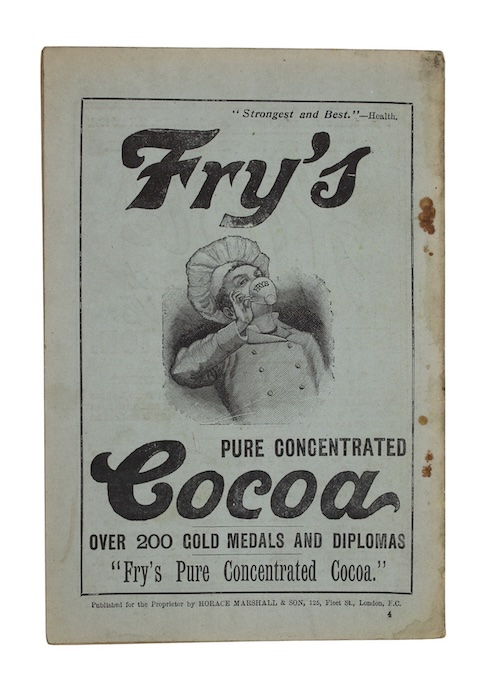 "Strongest and Best."—Health.
Fry's
FRY'S
PURE CONCENTRATED
Cocoa
OVER 200 GOLD MEDALS AND DIPLOMAS
"Fry's Pure Concentrated Cocoa."
Published for the Proprietor by HORACE MARSHALL & SON, 125, Fleet St., London, E.C.
4